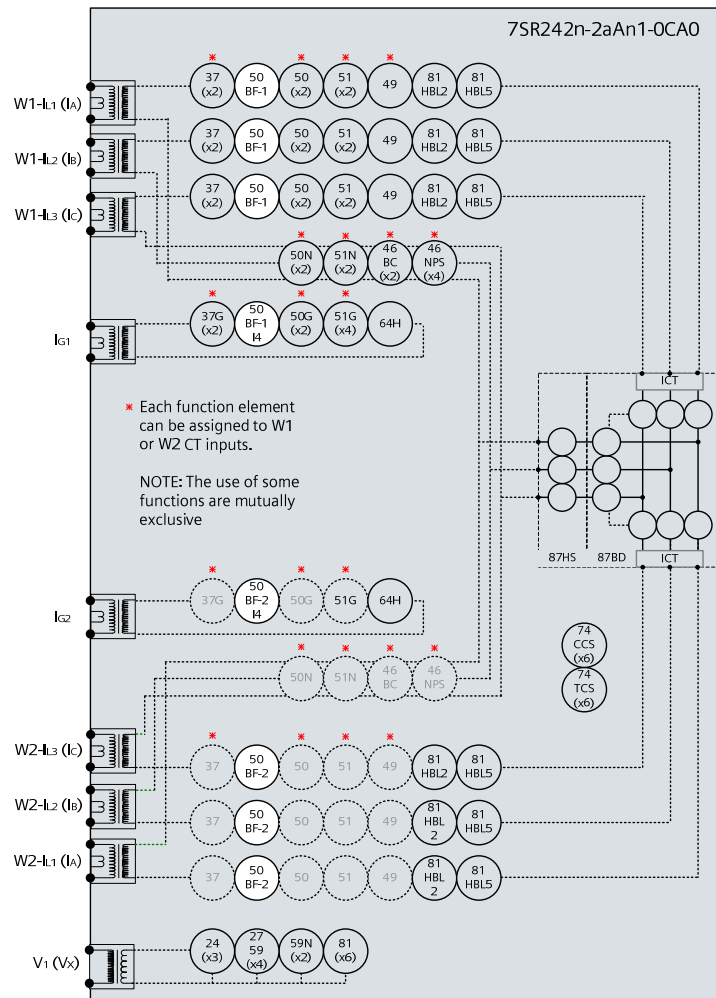 7SR242n-2aAn1-0CA0
W1-IL1 (IA)
37
(x2)
50
BF-1
50
(x2)
51
(x2)
49
81
HBL2
81
HBL5
W1-IL2 (IB)
37
(x2)
50
BF-1
50
(x2)
51
(x2)
49
81
HBL2
81
HBL5
W1-IL3 (IC)
37
(x2)
50
BF-1
50
(x2)
51
(x2)
49
81
HBL2
81
HBL5
50N
(x2)
51N
(x2)
46
BC
(x2)
46
NPS
(x4)
IG1
37G
(x2)
50
BF-1
I4
50G
(x2)
51G
(x4)
64H
ICT
* Each function element
can be assigned to W1
or W2 CT inputs.
NOTE: The use of some
functions are mutually
exclusive
87HS
87BD
ICT
IG2
37G
50
BF-2
I4
50G
51G
64H
74
CCS
(x6)
74
TCS
(x6)
50N
51N
46
BC
46
NPS
W2-IL3 (IC)
37
50
BF-2
50
51
49
81
HBL2
81
HBL5
W2-IL2 (IB)
37
50
BF-2
50
51
49
81
HBL
2
81
HBL5
W2-IL1 (IA)
37
50
BF-2
50
51
49
81
HBL
2
81
HBL5
V1 (VX)
24
(x3)
27
59
(x4)
59N
(x2)
81
(x6)